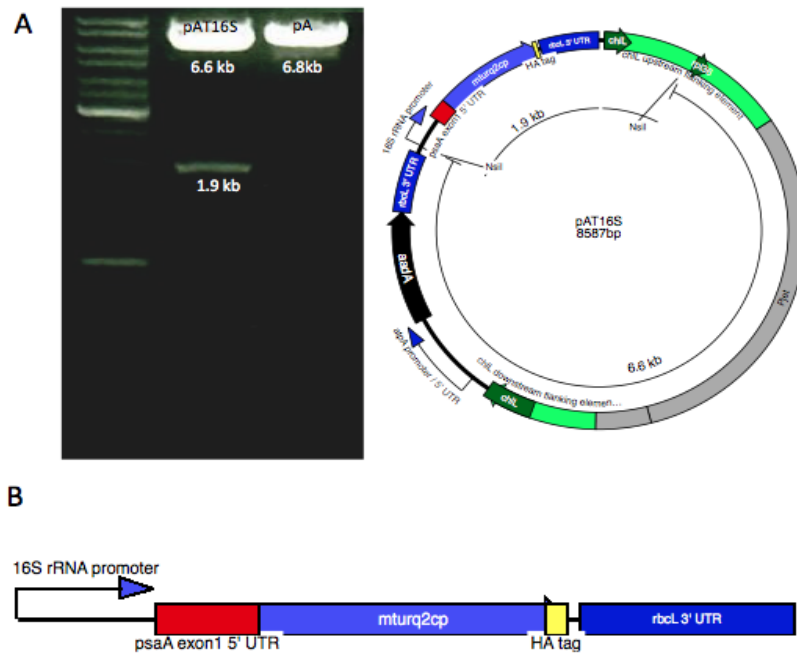 A
pAT16S
pA
6.6 kb
6.8kb
1.9 kb
rbcL 3' UTR
chlL
chlL upstream flanking element
HA tag
mturq2cp
psaA exon1 5' UTR
16S rRNA promoter
1.9 kb
NsiI
NsiI
rbcL 3' UTR
pAT16S
8587bp
aadA
atpA promoter / 5' UTR
6.6 kb
chlL downstream flanking elemen...
chlL
B
16S rRNA promoter
mturq2cp
rbcL 3' UTR
psaA exon1 5' UTR
HA tag